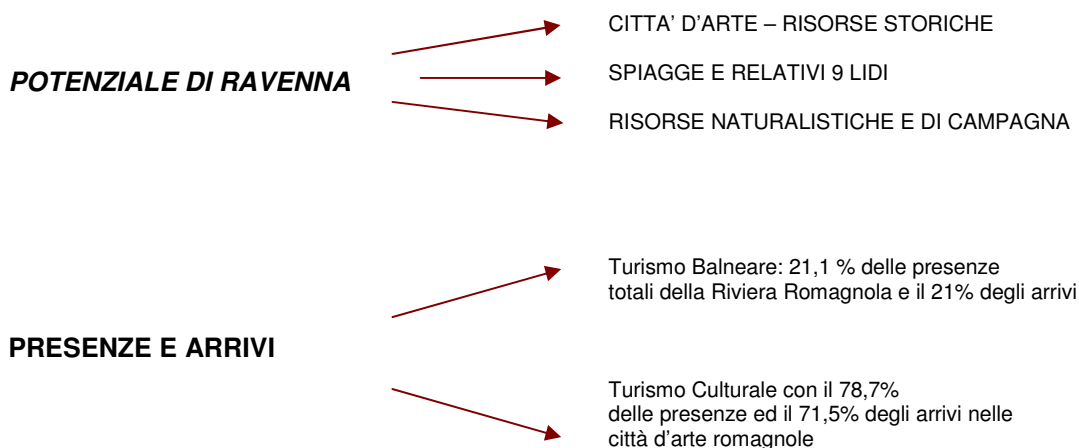 CITTA' D'ARTE – RISORSE STORICHE
POTENZIALE DI RAVENNA
SPIAGGE E RELATIVI 9 LIDI
RISORSE NATURALISTICHE E DI CAMPAGNA
Turismo Balneare: 21,1 % delle presenze
totali della Riviera Romagnola e il 21% degli arrivi
PRESENZE E ARRIVI
Turismo Culturale con il 78,7%
delle presenze ed il 71,5% degli arrivi nelle
città d'arte romagnole